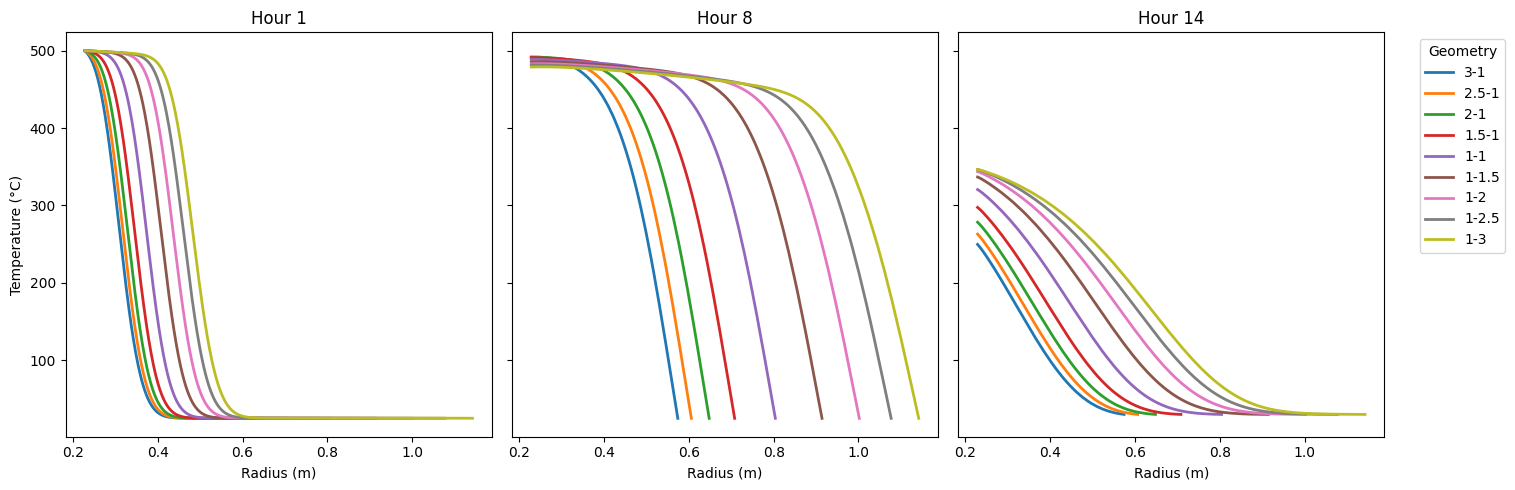 Hour 1
Hour 8
Hour 14
Temperature (°C)
500
400
300
200
100
0.2 0.4 0.6 0.8 1.0
0.2 0.4 0.6 0.8 1.0
0.2 0.4 0.6 0.8 1.0
Radius (m)
Radius (m)
Radius (m)
Geometry
3-1
2.5-1
2-1
1.5-1
1-1
1-1.5
1-2
1-2.5
1-3